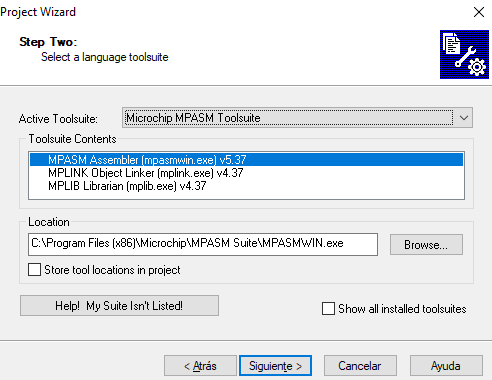 Project Wizard
Step Two:
Select a language toolsuite
Active Toolsuite: Microchip MPASM Toolsuite
Toolsuite Contents
MPASM Assembler (mpasmwin.exe) v5.37
MPLINK Object Linker (mplink.exe) v4.37
MPLIB Librarian (mplib.exe) v4.37
Location
C:\Program Files (x86)\Microchip\MPASM Suite\MPASMWIN.exe Browse...
Store tool locations in project
Help! My Suite Isn't Listed! Show all installed toolsuites
< Atrás Siguiente > Cancelar Ayuda